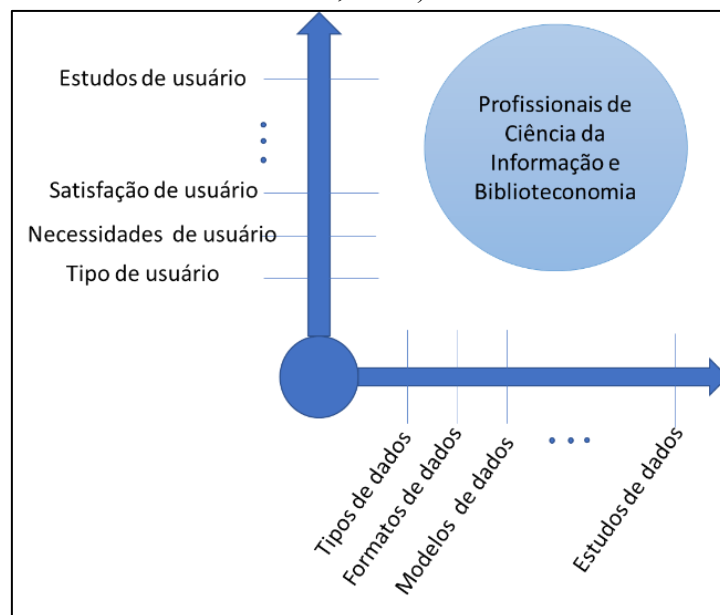 Estudos de usuário
Profissionais de
Ciência da
Informação e
Biblioteconomia
Satisfação de usuário
Necessidades de usuário
Tipo de usuário
Tipos de dados
Formatos de dados
Modelos de dados
Estudos de dados